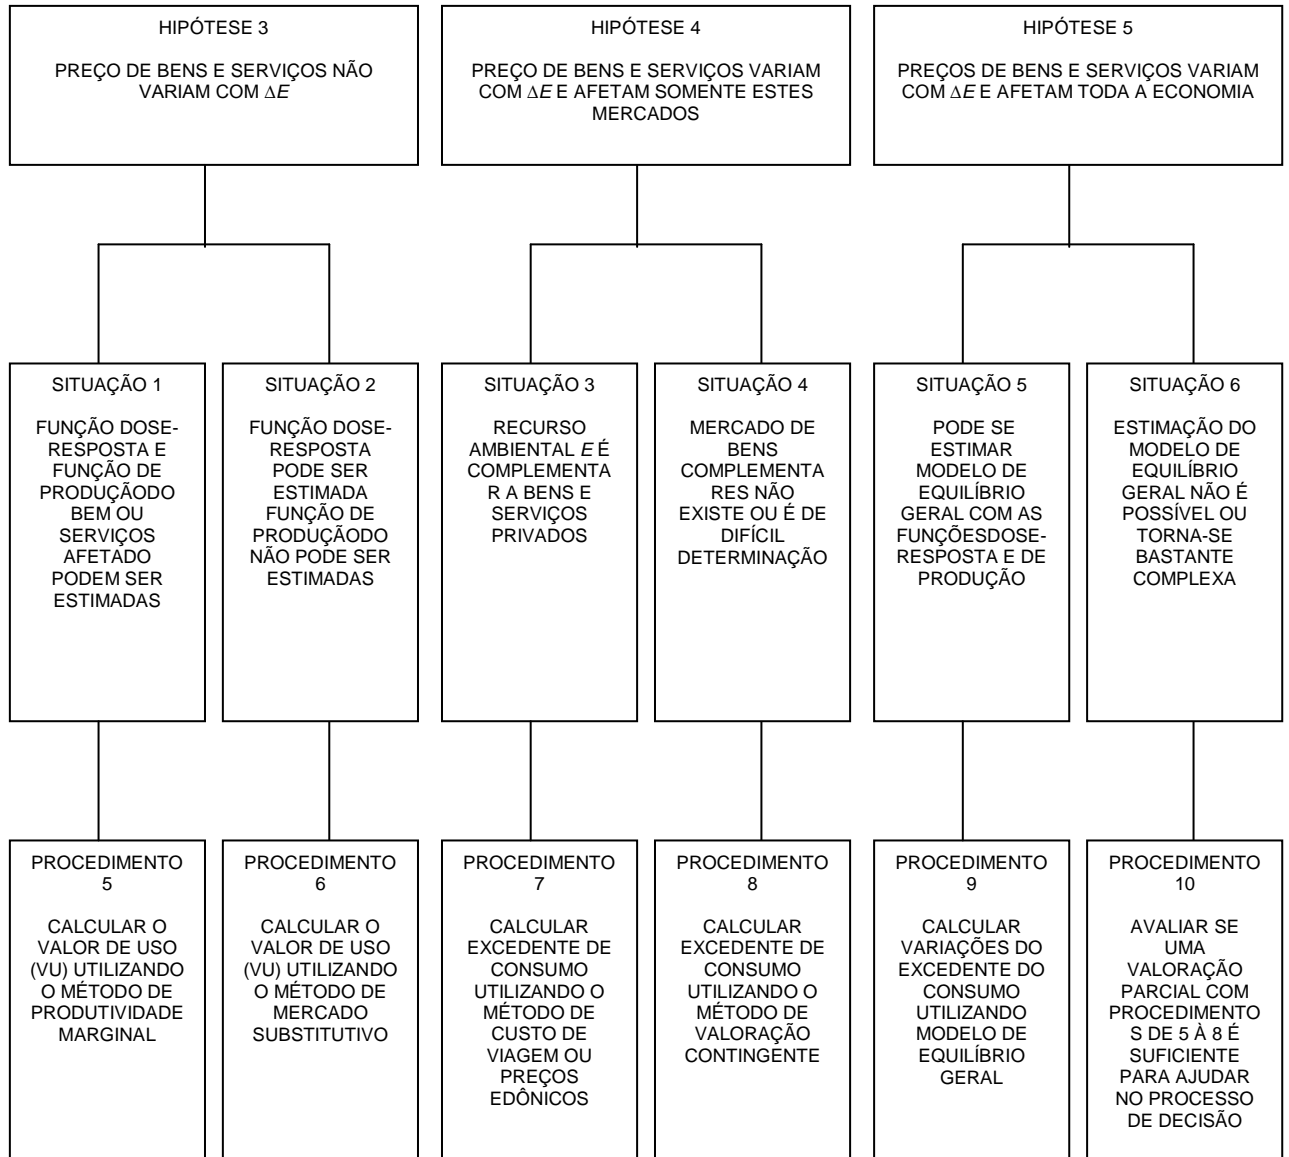 HIPÓTESE 3
PREÇO DE BENS E SERVIÇOS NÃO
VARIAM COM ∆E
HIPÓTESE 4
PREÇO DE BENS E SERVIÇOS VARIAM
COM ∆E E AFETAM SOMENTE ESTES
MERCADOS
HIPÓTESE 5
PREÇOS DE BENS E SERVIÇOS VARIAM
COM ∆E E AFETAM TODA A ECONOMIA
SITUAÇÃO 1
FUNÇÃO DOSE-
RESPOSTA E
FUNÇÃO DE
PRODUÇÃODO
BEM OU
SERVIÇOS
AFETADO
PODEM SER
ESTIMADAS
SITUAÇÃO 2
FUNÇÃO DOSE-
RESPOSTA
PODE SER
ESTIMADA
FUNÇÃO DE
PRODUÇÃODO
NÃO PODE SER
ESTIMADAS
SITUAÇÃO 3
RECURSO
AMBIENTAL E É
COMPLEMENTA
R A BENS E
SERVIÇOS
PRIVADOS
SITUAÇÃO 4
MERCADO DE
BENS
COMPLEMENTA
RES NÃO
EXISTE OU É DE
DIFÍCIL
DETERMINAÇÃO
SITUAÇÃO 5
PODE SE
ESTIMAR
MODELO DE
EQUILÍBRIO
GERAL COM AS
FUNÇÕESDOSE-
RESPOSTA E DE
PRODUÇÃO
SITUAÇÃO 6
ESTIMAÇÃO DO
MODELO DE
EQUILÍBRIO
GERAL NÃO É
POSSÍVEL OU
TORNA-SE
BASTANTE
COMPLEXA
PROCEDIMENTO
5
CALCULAR O
VALOR DE USO
(VU) UTILIZANDO
O MÉTODO DE
PRODUTIVIDADE
MARGINAL
PROCEDIMENTO
6
CALCULAR O
VALOR DE USO
(VU) UTILIZANDO
O MÉTODO DE
MERCADO
SUBSTITUTIVO
PROCEDIMENTO
7
CALCULAR
EXCEDENTE DE
CONSUMO
UTILIZANDO O
MÉTODO DE
CUSTO DE
VIAGEM OU
PREÇOS
EDÔNICOS
PROCEDIMENTO
8
CALCULAR
EXCEDENTE DE
CONSUMO
UTILIZANDO O
MÉTODO DE
VALORAÇÃO
CONTINGENTE
PROCEDIMENTO
9
CALCULAR
VARIAÇÕES DO
EXCEDENTE DO
CONSUMO
UTILIZANDO
MODELO DE
EQUILÍBRIO
GERAL
PROCEDIMENTO
10
AVALIAR SE
UMA
VALORAÇÃO
PARCIAL COM
PROCEDIMENTO
S DE 5 À 8 É
SUFICIENTE
PARA AJUDAR
NO PROCESSO
DE DECISÃO